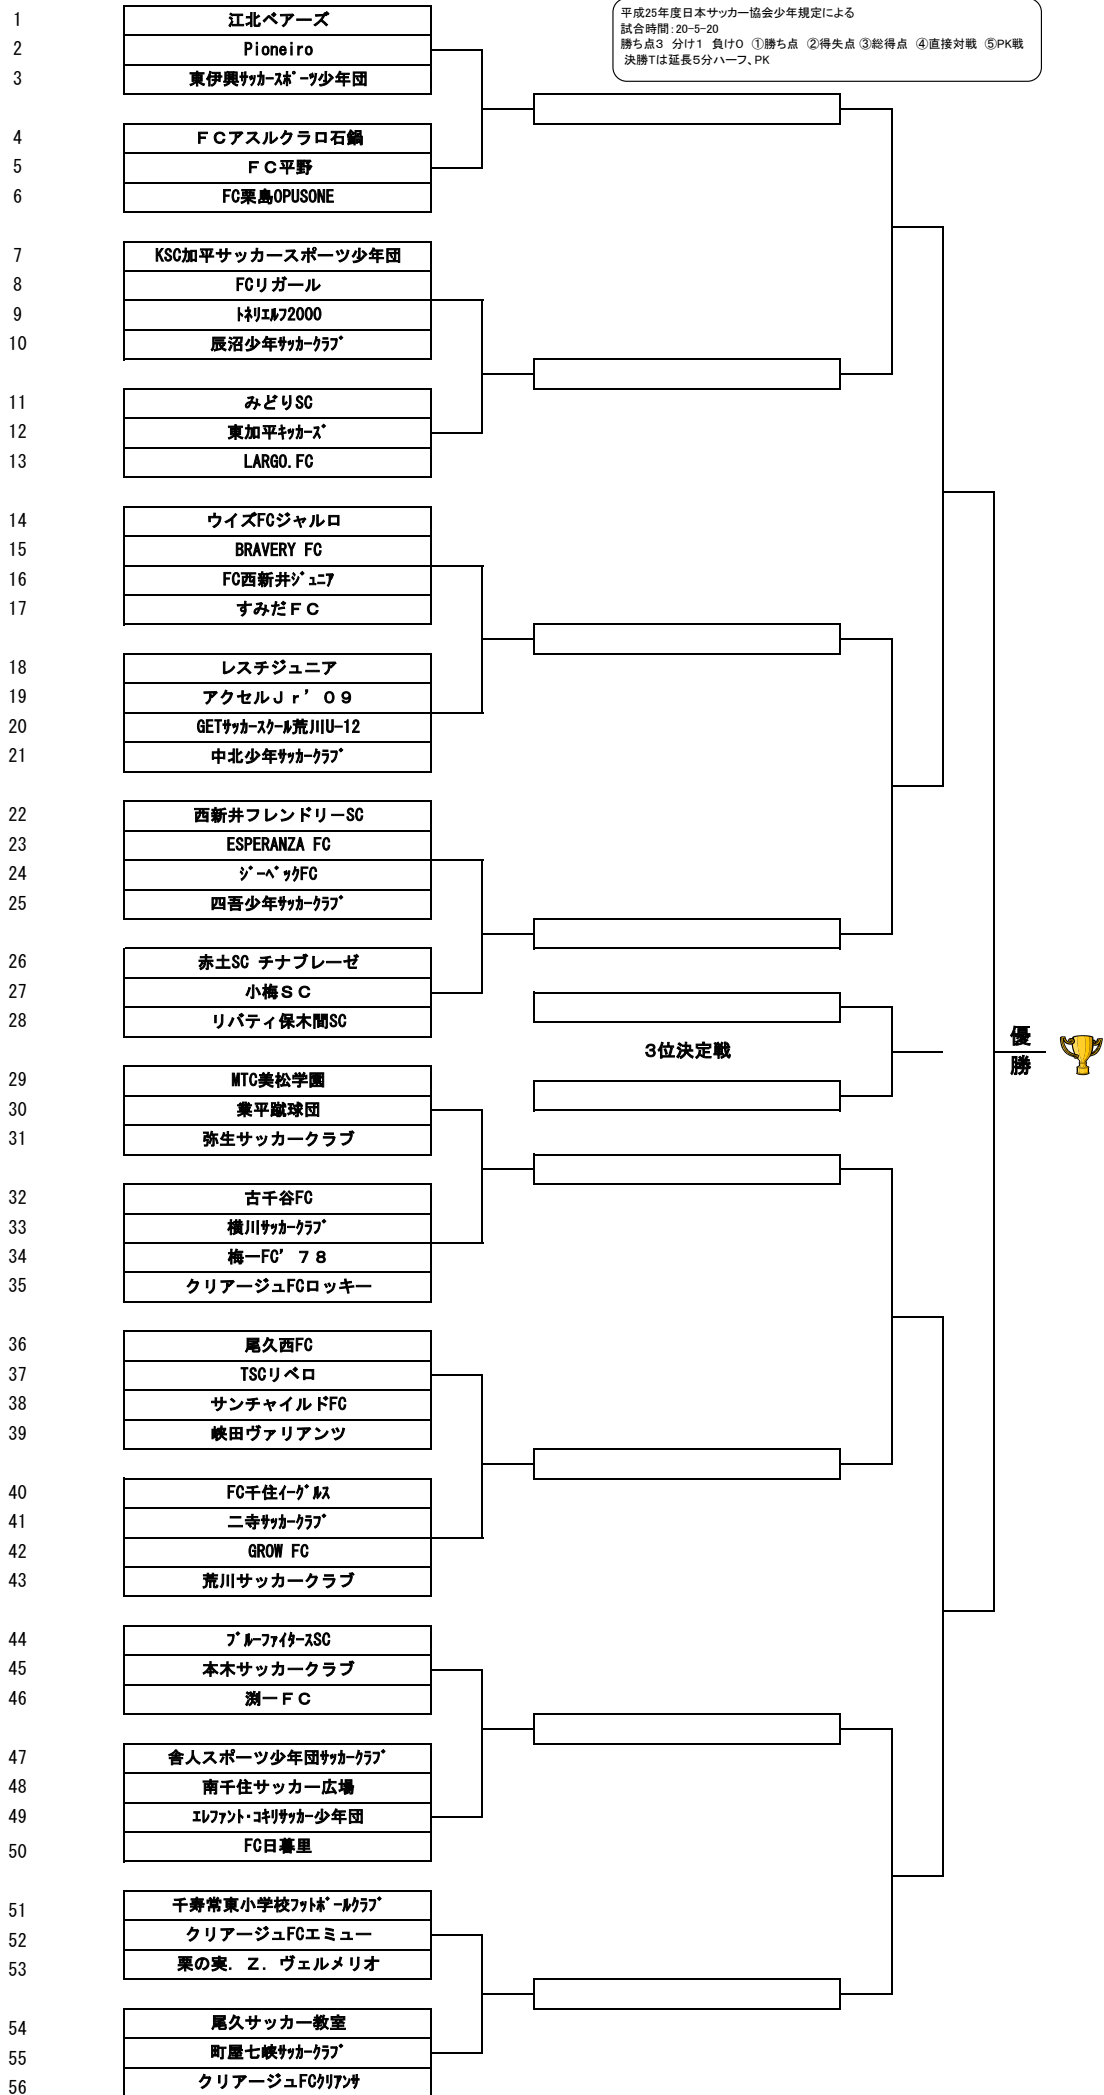 平成25年度日本サッカー協会少年規定による
試合時間:20-5-20
勝ち点3 分け1 負け0 ①勝ち点 ②得失点 ③総得点 ④直接対戦 ⑤PK戦
決勝Tは延長5分ハーフ、PK
1 江北ベアーズ
2 Pioneiro
3 東伊興ｻｯｶｰｽﾎﾟｰﾂ少年団
4 ＦＣアスルクラロ石鍋
5 ＦＣ平野
6 FC栗島OPUSONE
7 KSC加平サッカースポーツ少年団
8 FCリガール
9 ﾄﾈﾘｴﾙﾌ2000
10 辰沼少年ｻｯｶｰｸﾗﾌﾞ
11 みどりSC
12 東加平ｷｯｶｰｽﾞ
13 LARGO.FC
14 ウイズFCジャルロ
15 BRAVERY FC
16 FC西新井ｼﾞｭﾆｱ
17 すみだＦＣ
18 レスチジュニア
19 アクセルＪｒ’０９
20 GETｻｯｶｰｽｸｰﾙ荒川U-12
21 中北少年ｻｯｶｰｸﾗﾌﾞ
22 西新井フレンドリーSC
23 ESPERANZA FC
24 ｼﾞｰﾍﾞｯｸFC
25 四吾少年ｻｯｶｰｸﾗﾌﾞ
26 赤土SC チナブレーゼ
27 小梅ＳＣ
28 リバティ保木間SC
3位決定戦
優勝
29 MTC美松学園
30 業平蹴球団
31 弥生サッカークラブ
32 古千谷FC
33 横川ｻｯｶｰｸﾗﾌﾞ
34 梅一FC’７８
35 クリアージュFCロッキー
36 尾久西FC
37 TSCリベロ
38 サンチャイルドFC
39 峡田ヴァリアンツ
40 FC千住ｲｰｸﾞﾙｽ
41 二寺ｻｯｶｰｸﾗﾌﾞ
42 GROW FC
43 荒川サッカークラブ
44 ﾌﾞﾙｰﾌｧｲﾀｰｽSC
45 本木サッカークラブ
46 渕一ＦＣ
47 舎人スポーツ少年団ｻｯｶｰｸﾗﾌﾞ
48 南千住サッカー広場
49 ｴﾚﾌｧﾝﾄ･ｺｷﾘｻｯｶｰ少年団
50 FC日暮里
51 千寿常東小学校ﾌｯﾄﾎﾞｰﾙｸﾗﾌﾞ
52 クリアージュFCエミュー
53 栗の実．Ｚ．ヴェルメリオ
54 尾久サッカー教室
55 町屋七峡ｻｯｶｰｸﾗﾌﾞ
56 クリアージュFCｸﾘｱﾝｻ